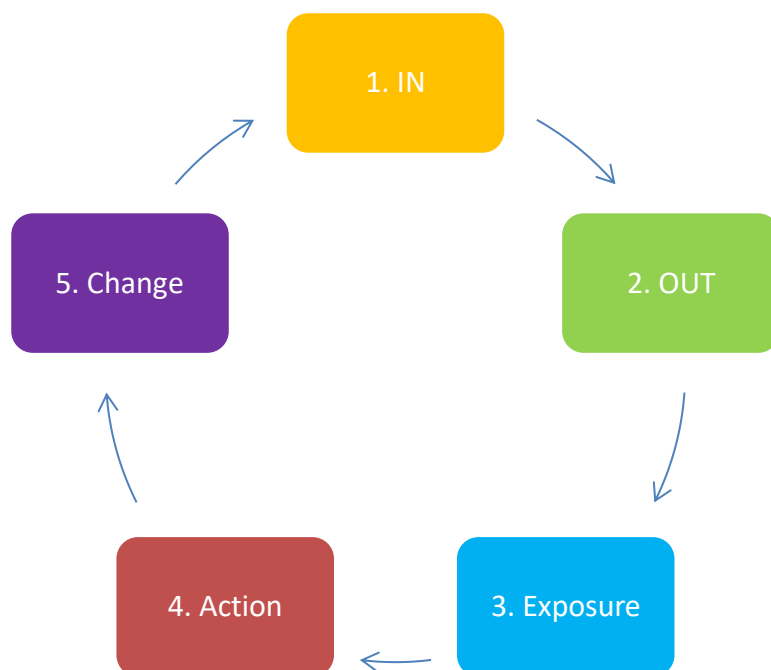 1. IN
2. OUT
3. Exposure
4. Action
5. Change